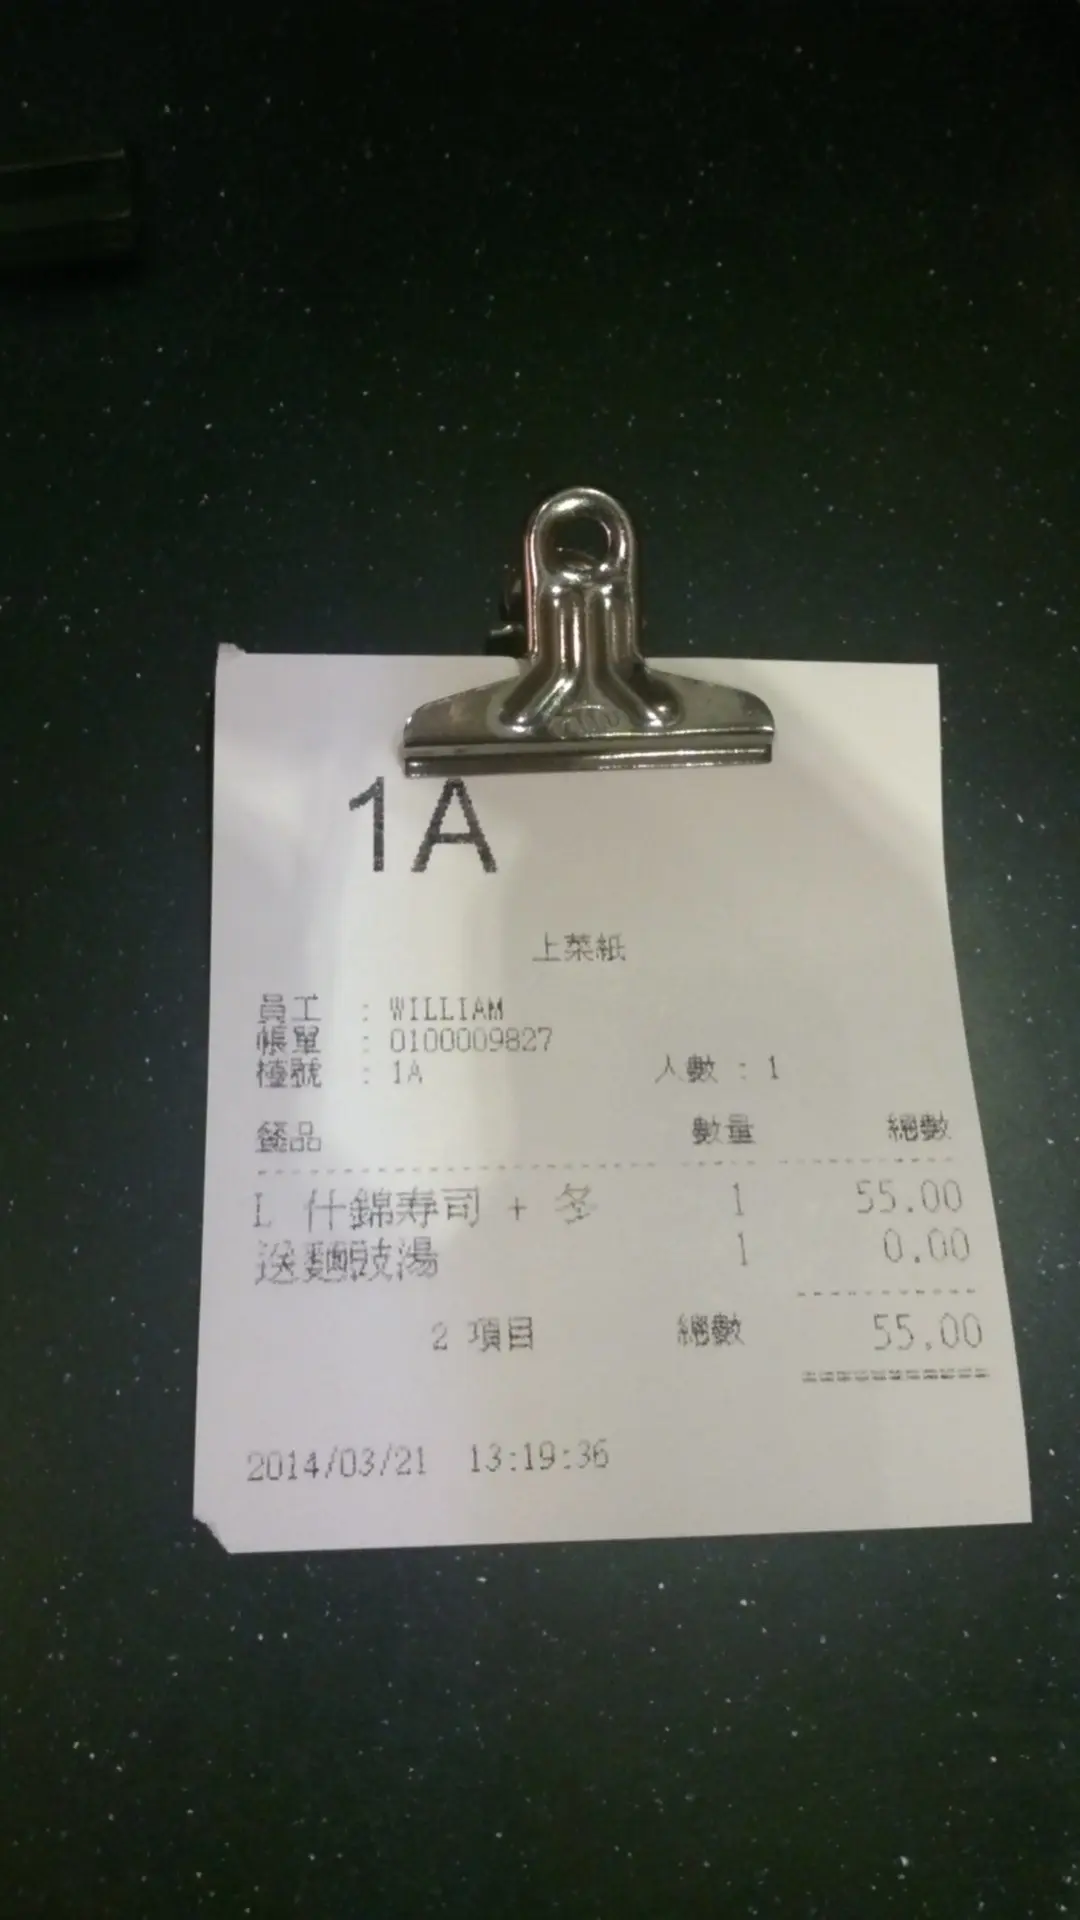 1A
上菜紙
員工 : WILLIAM
帳單 : 0100009827
檯號 : 1A 人數 : 1
餐品 數量 總數
L 什錦寿司 + 冬 1 55.00
送麵豉湯 1 0.00
2 項目 總數 55.00
2014/03/21 13:19:36